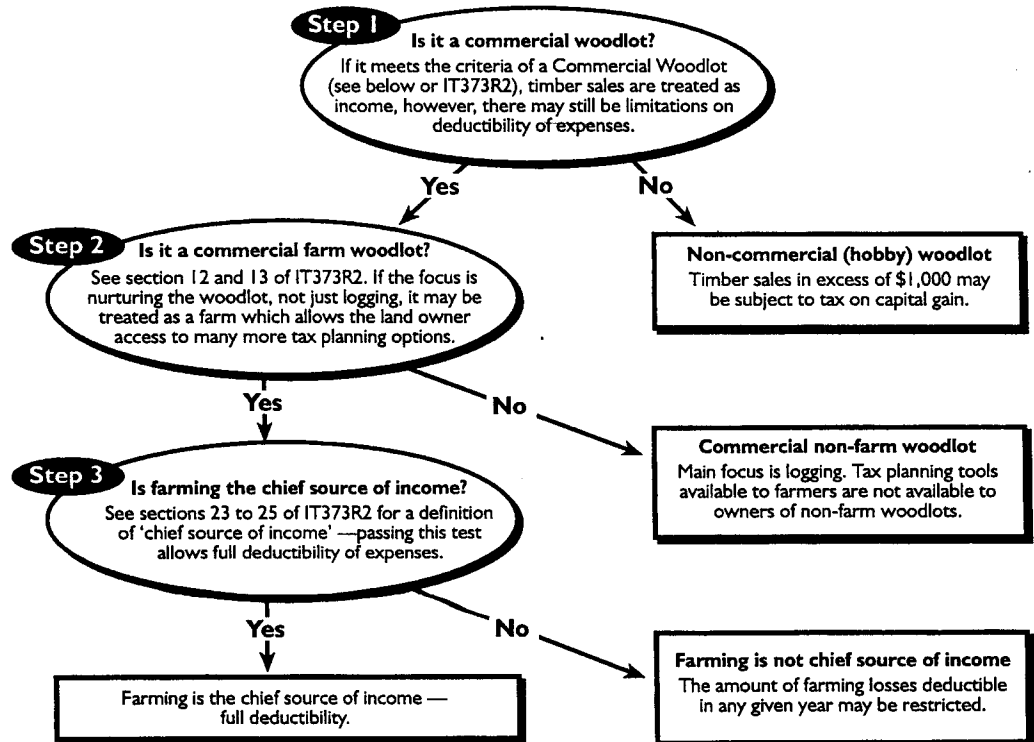 Step 1
Is it a commercial woodlot?
If it meets the criteria of a Commercial Woodlot
(see below or IT373R2), timber sales are treated as
income, however, there may still be limitations on
deductibility of expenses.
Yes
No
Step 2
Is it a commercial farm woodlot?
See section 12 and 13 of IT373R2. If the focus is
nurturing the woodlot, not just logging, it may be
treated as a farm which allows the land owner
access to many more tax planning options.
Non-commercial (hobby) woodlot
Timber sales in excess of $1,000 may
be subject to tax on capital gain.
Yes
No
Step 3
Is farming the chief source of income?
See sections 23 to 25 of IT373R2 for a definition
of 'chief source of income' —passing this test
allows full deductibility of expenses.
Commercial non-farm woodlot
Main focus is logging. Tax planning tools
available to farmers are not available to
owners of non-farm woodlots.
Yes
No
Farming is the chief source of income —
full deductibility.
Farming is not chief source of income
The amount of farming losses deductible
in any given year may be restricted.